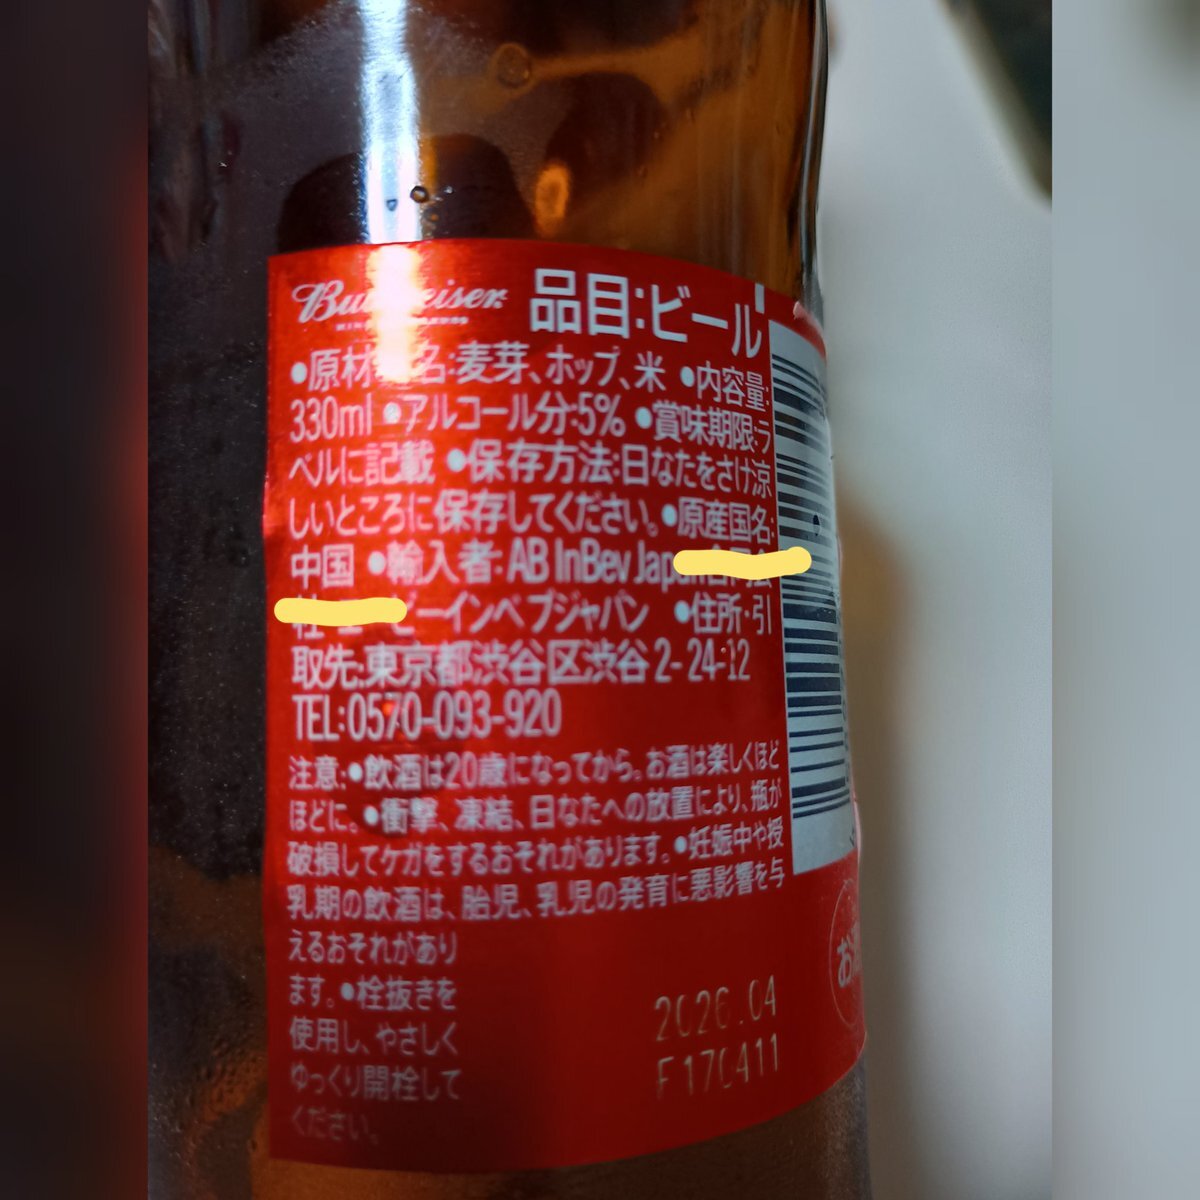 Budweiser 品目:ビール
●原材 名:麦芽、ホップ、米 ●内容量:
330ml ●アルコール分:5% ●賞味期限:ラ
ベルに記載 ●保存方法:日なたをさけ涼
しいところに保存してください。●原産国名:
中国 ●輸入者:AB InBev Japan
ビーインベブジャパン ●住所・引
取先:東京都渋谷区渋谷2-24-12
TEL:0570-093-920
注意:●飲酒は20歳になってから。お酒は楽しくほど
ほどに。●衝撃、凍結、日なたへの放置により、瓶が
破損してケガをするおそれがあります。●妊娠中や授
乳期の飲酒は、胎児、乳児の発育に悪影響を与
えるおそれがあり
ます。●栓抜きを
使用し、やさしく
ゆっくり開栓して
ください。
2026.04
お酒